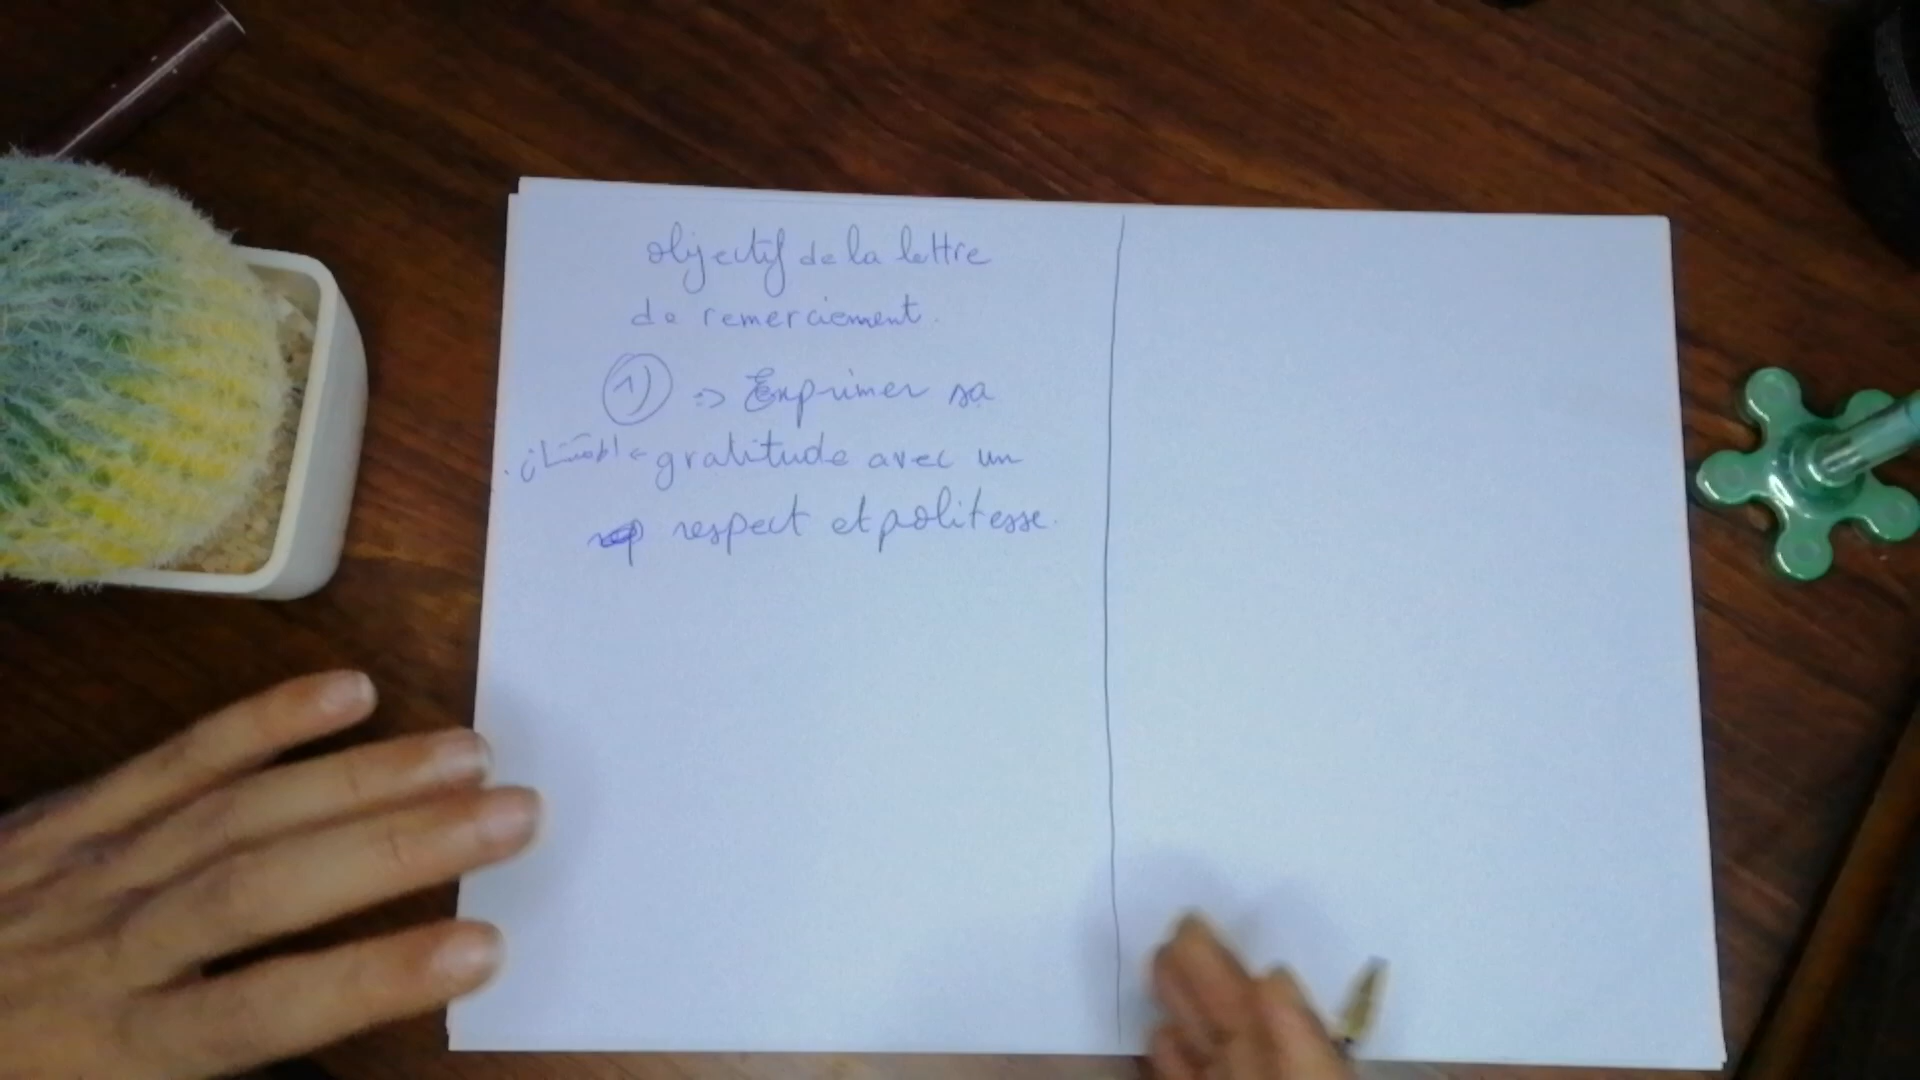 objectif de la lettre
de remerciement.
1) => Exprimer sa
gratitude avec un
respect et politesse.